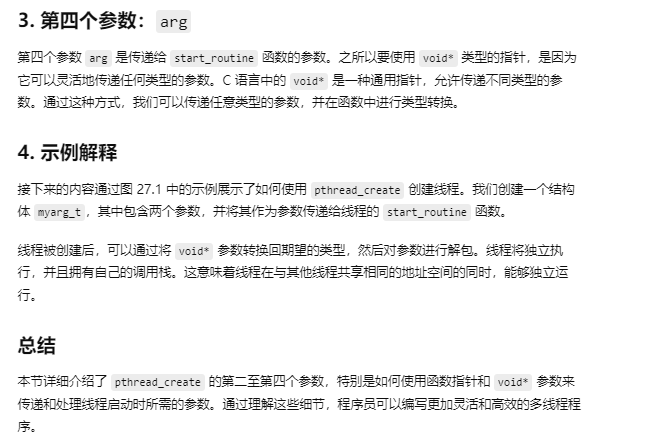 3. 第四个参数： arg
第四个参数 arg 是传递给 start_routine 函数的参数。之所以要使用 void* 类型的指针，是因为
它可以灵活地传递任何类型的参数。C 语言中的 void* 是一种通用指针，允许传递不同类型的参
数。通过这种方式，我们可以传递任意类型的参数，并在函数中进行类型转换。
4. 示例解释
接下来的内容通过图 27.1 中的示例展示了如何使用 pthread_create 创建线程。我们创建一个结构
体 myarg_t，其中包含两个参数，并将其作为参数传递给线程的 start_routine 函数。
线程被创建后，可以通过将 void* 参数转换回期望的类型，然后对参数进行解包。线程将独立执
行，并且拥有自己的调用栈。这意味着线程在与其他线程共享相同的地址空间的同时，能够独立运
行。
总结
本节详细介绍了 pthread_create 的第二至第四个参数，特别是如何使用函数指针和 void* 参数来
传递和处理线程启动时所需的参数。通过理解这些细节，程序员可以编写更加灵活和高效的多线程程
序。